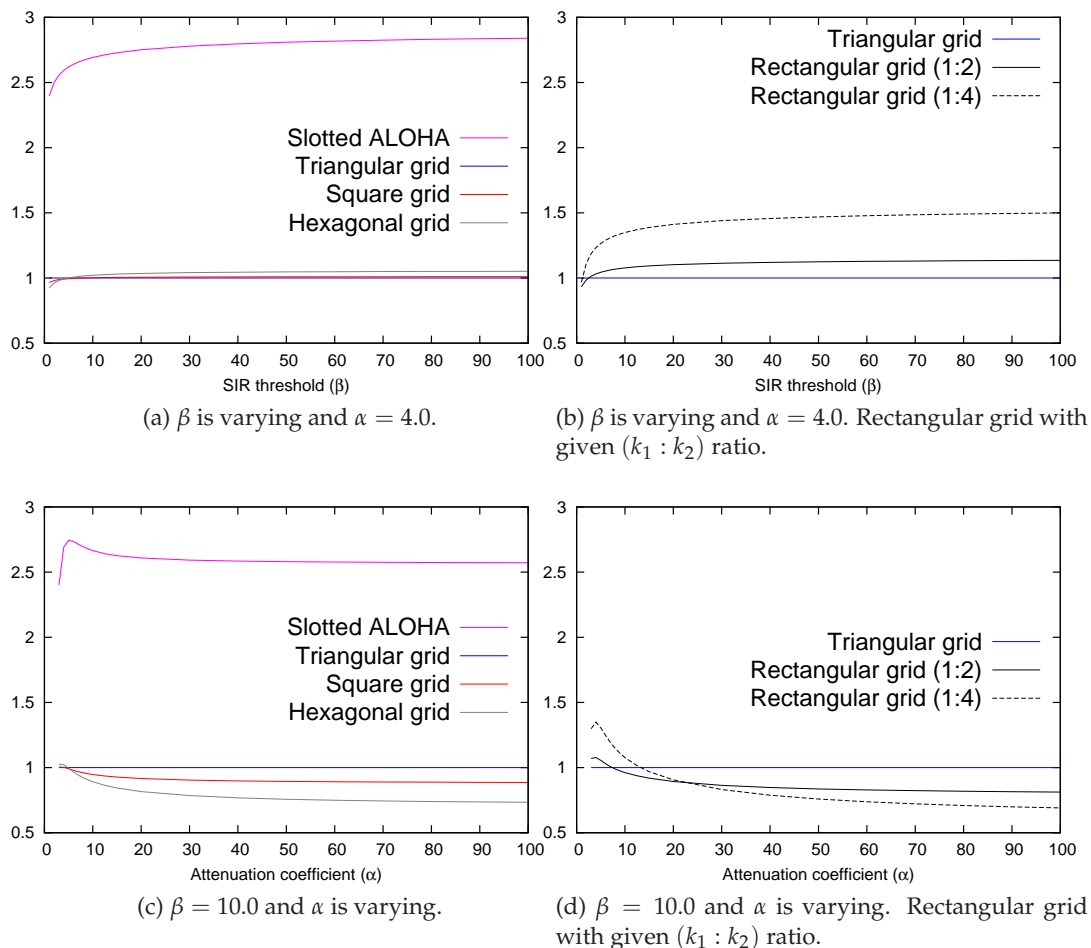 3
2.5
2
1.5
1
0.5
Slotted ALOHA
Triangular grid
Square grid
Hexagonal grid
0 10 20 30 40 50 60 70 80 90 100
SIR threshold (β)
(a) β is varying and α = 4.0.
3
2.5
2
1.5
1
0.5
Triangular grid
Rectangular grid (1:2)
Rectangular grid (1:4)
0 10 20 30 40 50 60 70 80 90 100
SIR threshold (β)
(b) β is varying and α = 4.0. Rectangular grid with
given (k₁ : k₂) ratio.
3
2.5
2
1.5
1
0.5
Slotted ALOHA
Triangular grid
Square grid
Hexagonal grid
0 10 20 30 40 50 60 70 80 90 100
Attenuation coefficient (α)
(c) β = 10.0 and α is varying.
3
2.5
2
1.5
1
0.5
Triangular grid
Rectangular grid (1:2)
Rectangular grid (1:4)
0 10 20 30 40 50 60 70 80 90 100
Attenuation coefficient (α)
(d) β = 10.0 and α is varying. Rectangular grid
with given (k₁ : k₂) ratio.